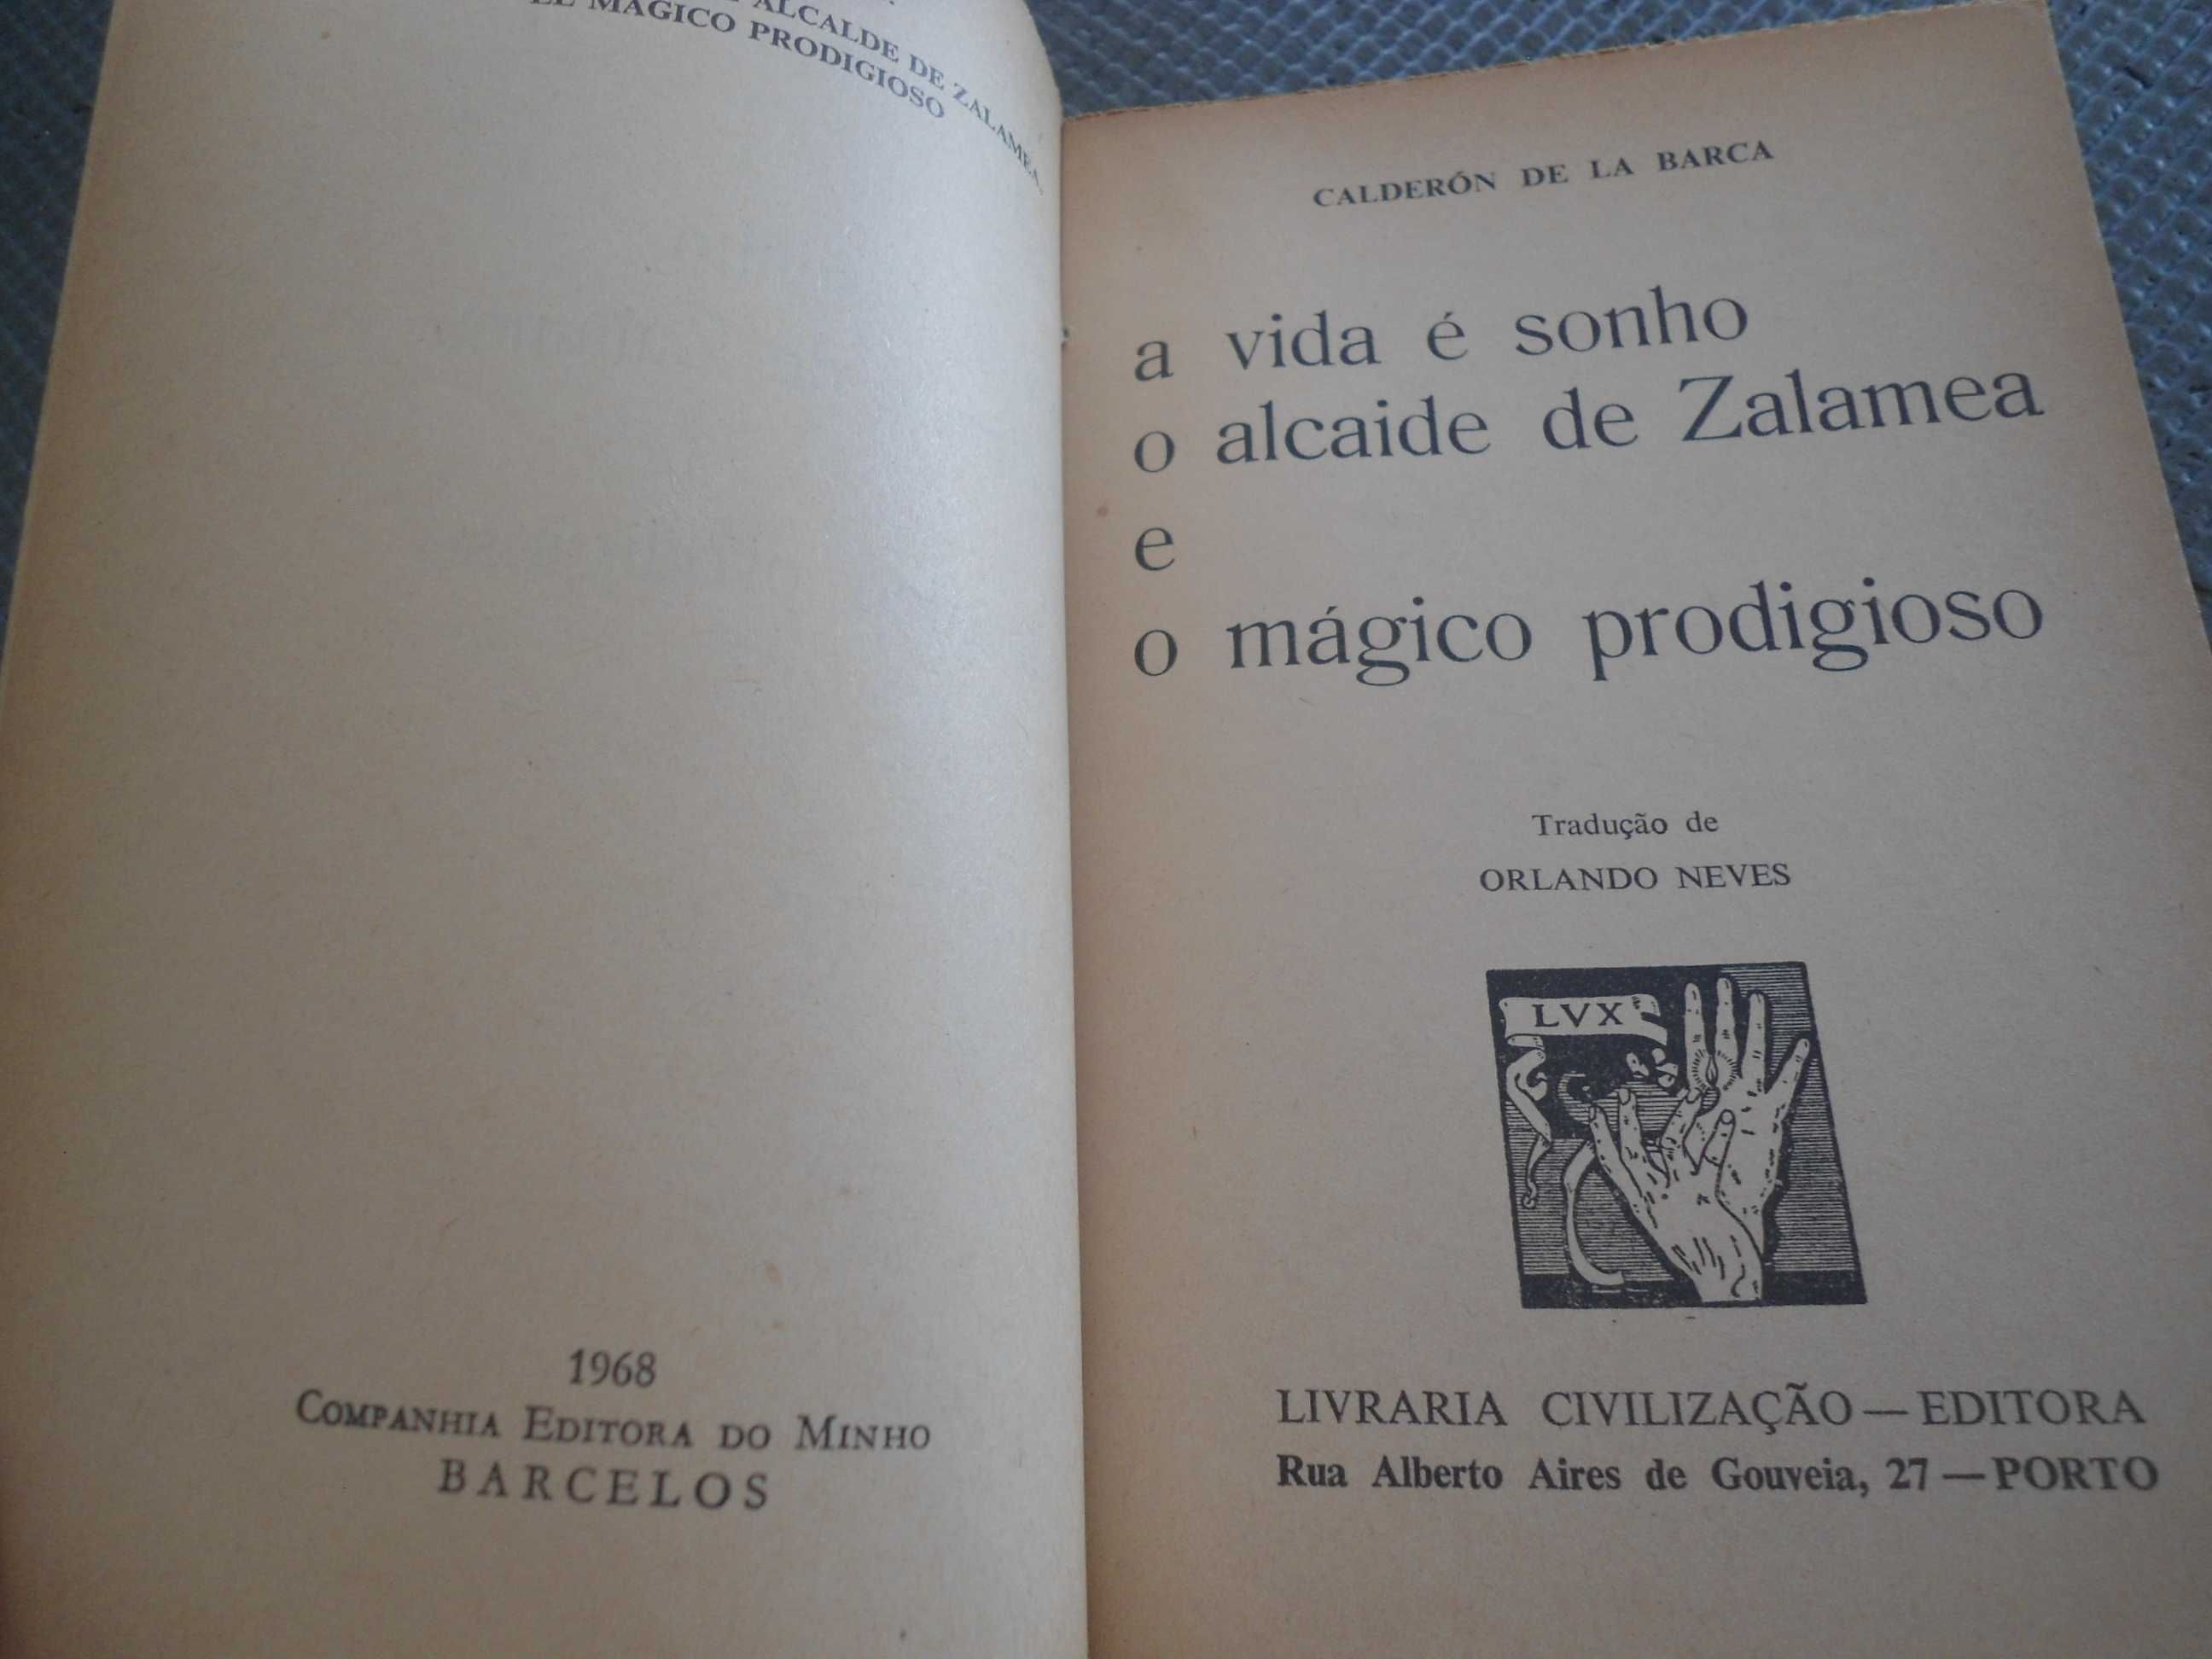 ALCALDE DE ZALAMEA
EL MAGICO PRODIGIOSO
1968
COMPANHIA EDITORA DO MINHO
BARCELOS
CALDERÓN DE LA BARCA
a vida é sonho
o alcaide de Zalamea
e
o mágico prodigioso
Tradução de
ORLANDO NEVES
LVX
LIVRARIA CIVILIZAÇÃO — EDITORA
Rua Alberto Aires de Gouveia, 27 — PORTO